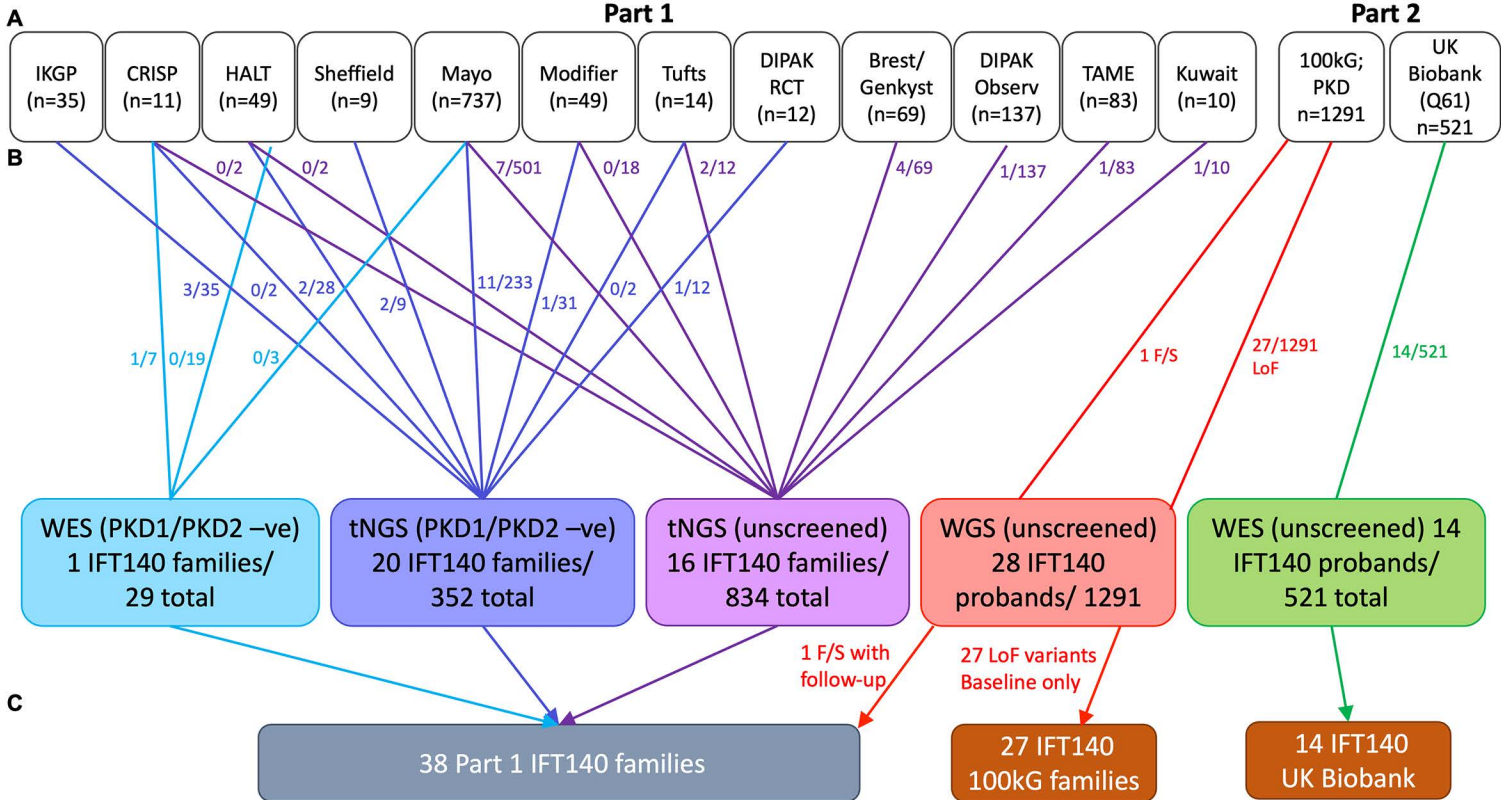 A
Part 1
Part 2
IKGP
(n=35)
CRISP
(n=11)
HALT
(n=49)
Sheffield
(n=9)
Mayo
(n=737)
Modifier
(n=49)
Tufts
(n=14)
DIPAK
RCT
(n=12)
Brest/
Genkyst
(n=69)
DIPAK
Observ
(n=137)
TAME
(n=83)
Kuwait
(n=10)
100kG;
PKD
n=1291
UK
Biobank
(Q61)
n=521
B
0/2
0/2
7/501
0/18
2/12
4/69
1/137
1/83
1/10
3/35
0/2
2/28
2/9
11/233
1/31
0/2
1/12
1/7
0/19
0/3
1 F/S
27/1291
LoF
14/521
WES (PKD1/PKD2 –ve)
1 IFT140 families/
29 total
tNGS (PKD1/PKD2 –ve)
20 IFT140 families/
352 total
tNGS (unscreened)
16 IFT140 families/
834 total
WGS (unscreened)
28 IFT140
probands/ 1291
WES (unscreened) 14
IFT140 probands/
521 total
1 F/S with
follow-up
27 LoF variants
Baseline only
C
38 Part 1 IFT140 families
27 IFT140
100kG families
14 IFT140
UK Biobank